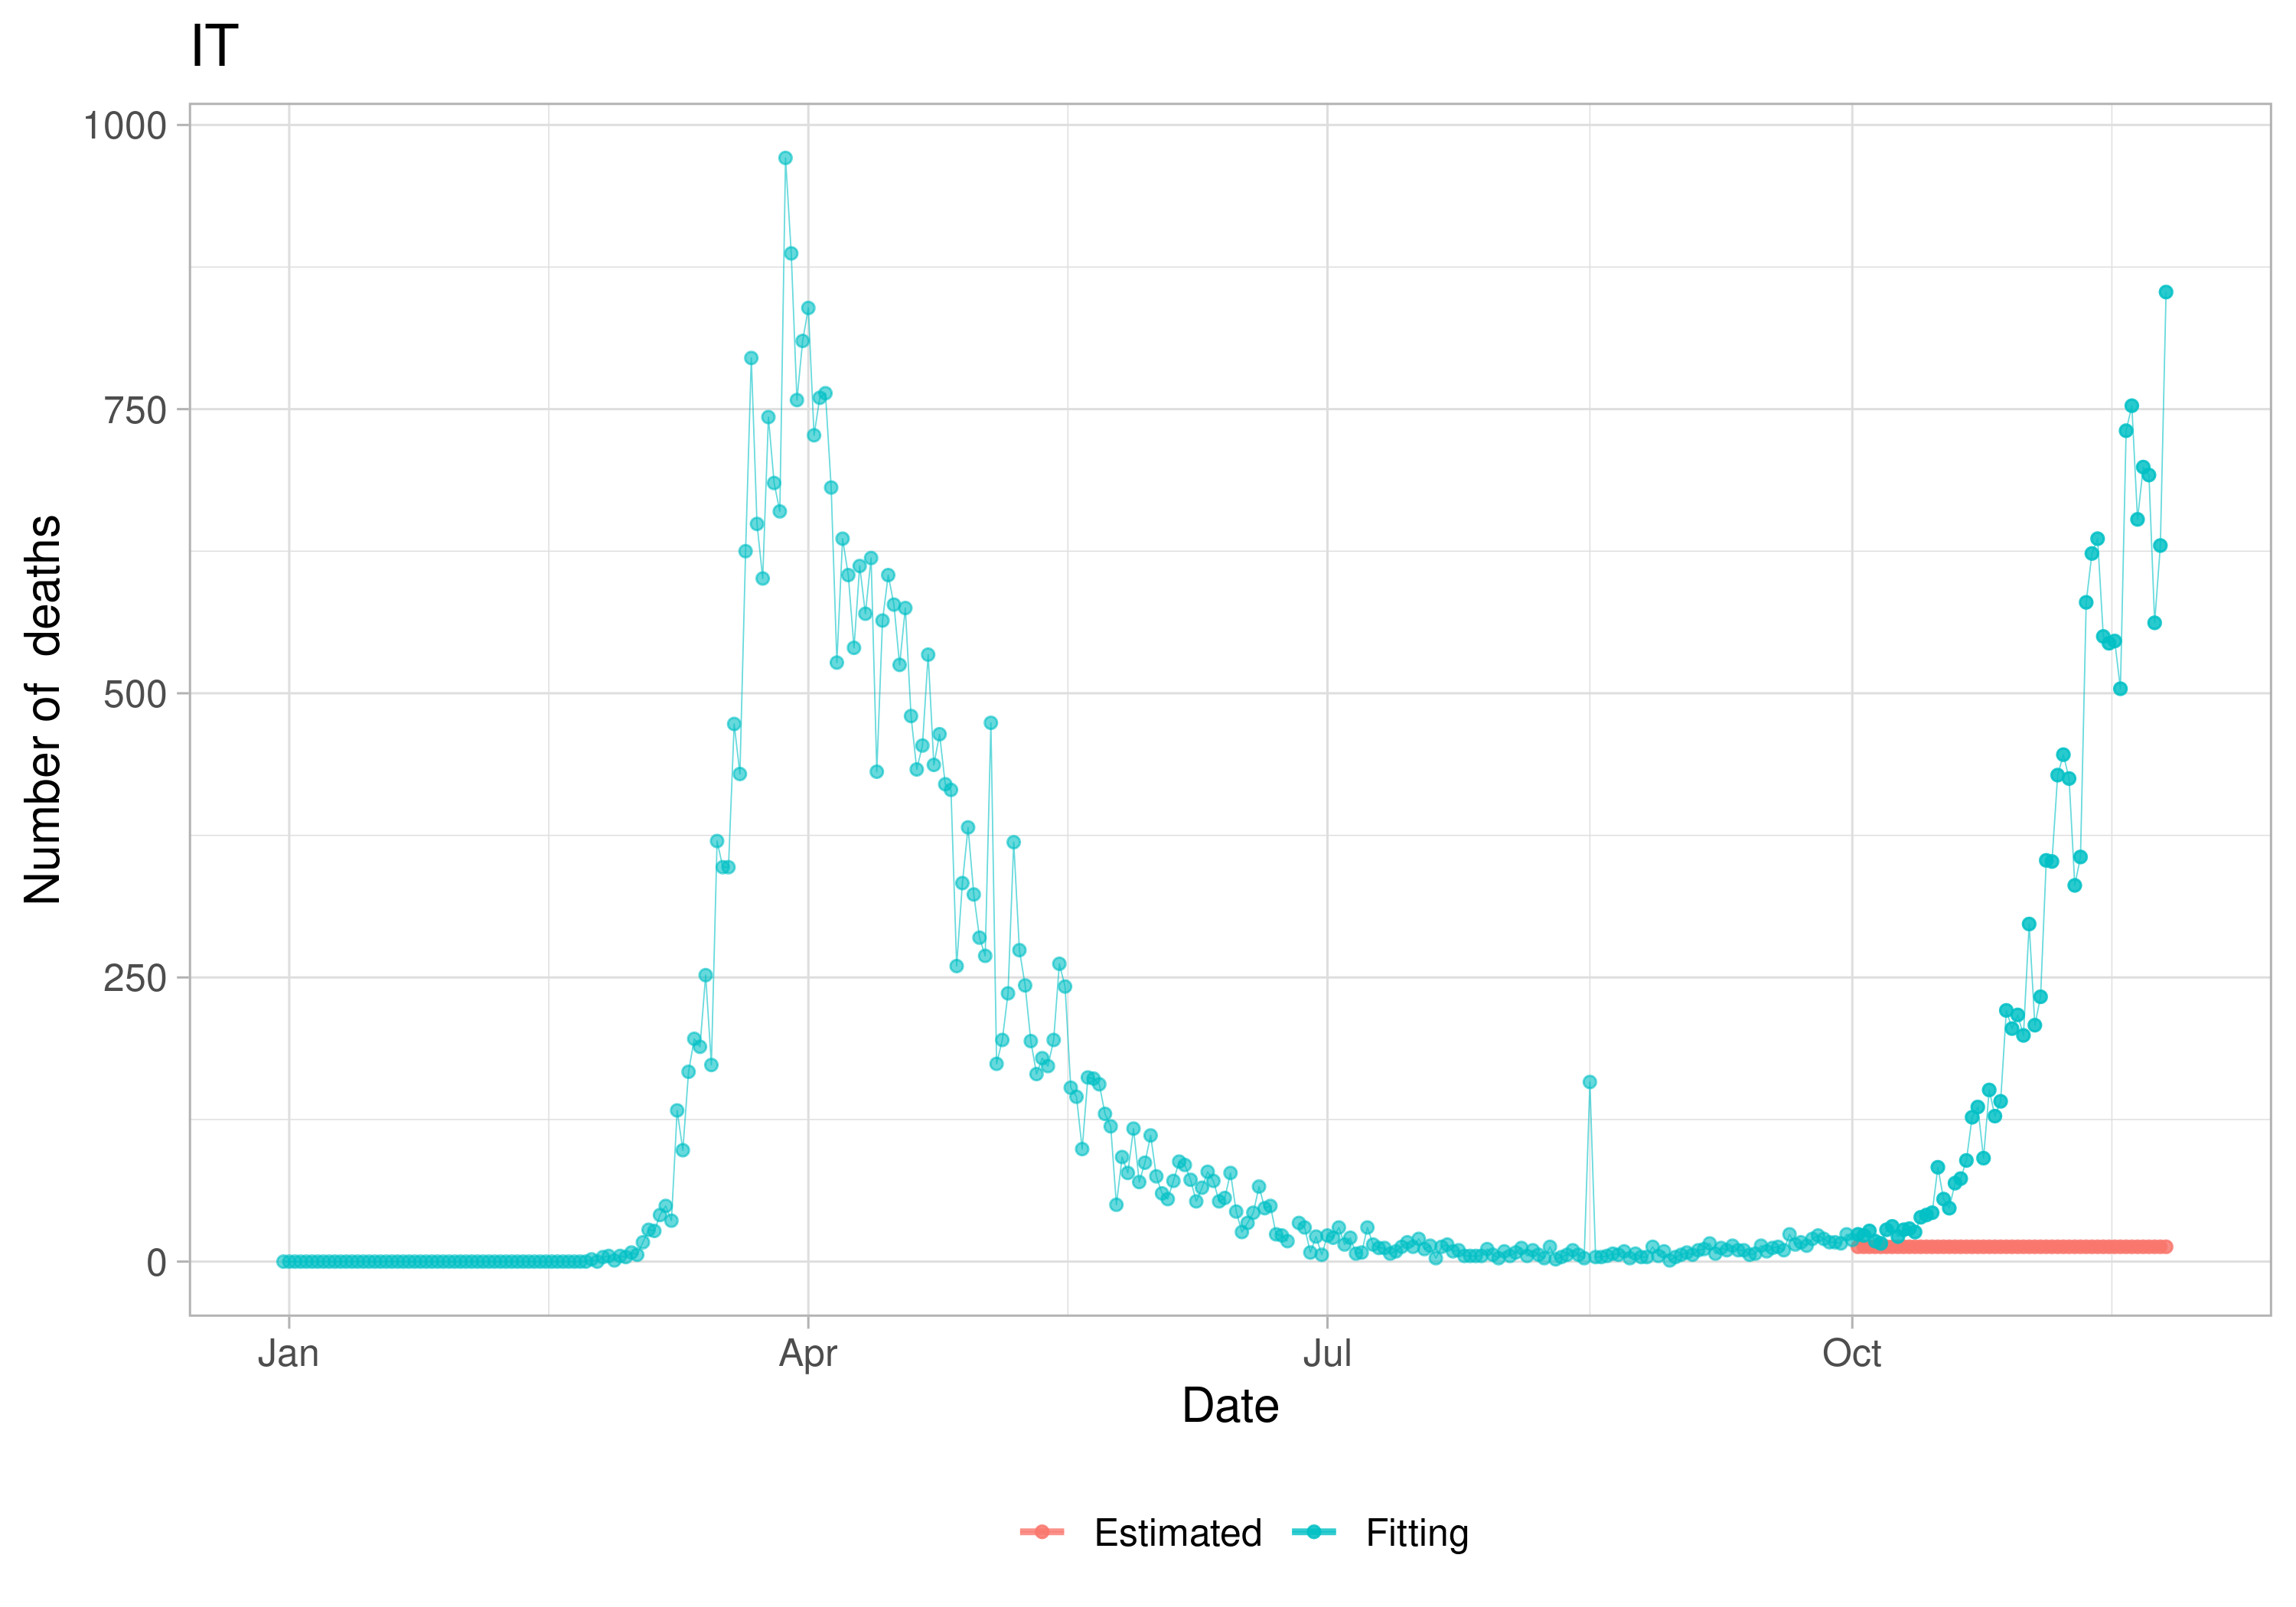 IT
1000
750
500
250
0
Number of deaths
Jan Apr Jul Oct
Date
Estimated Fitting